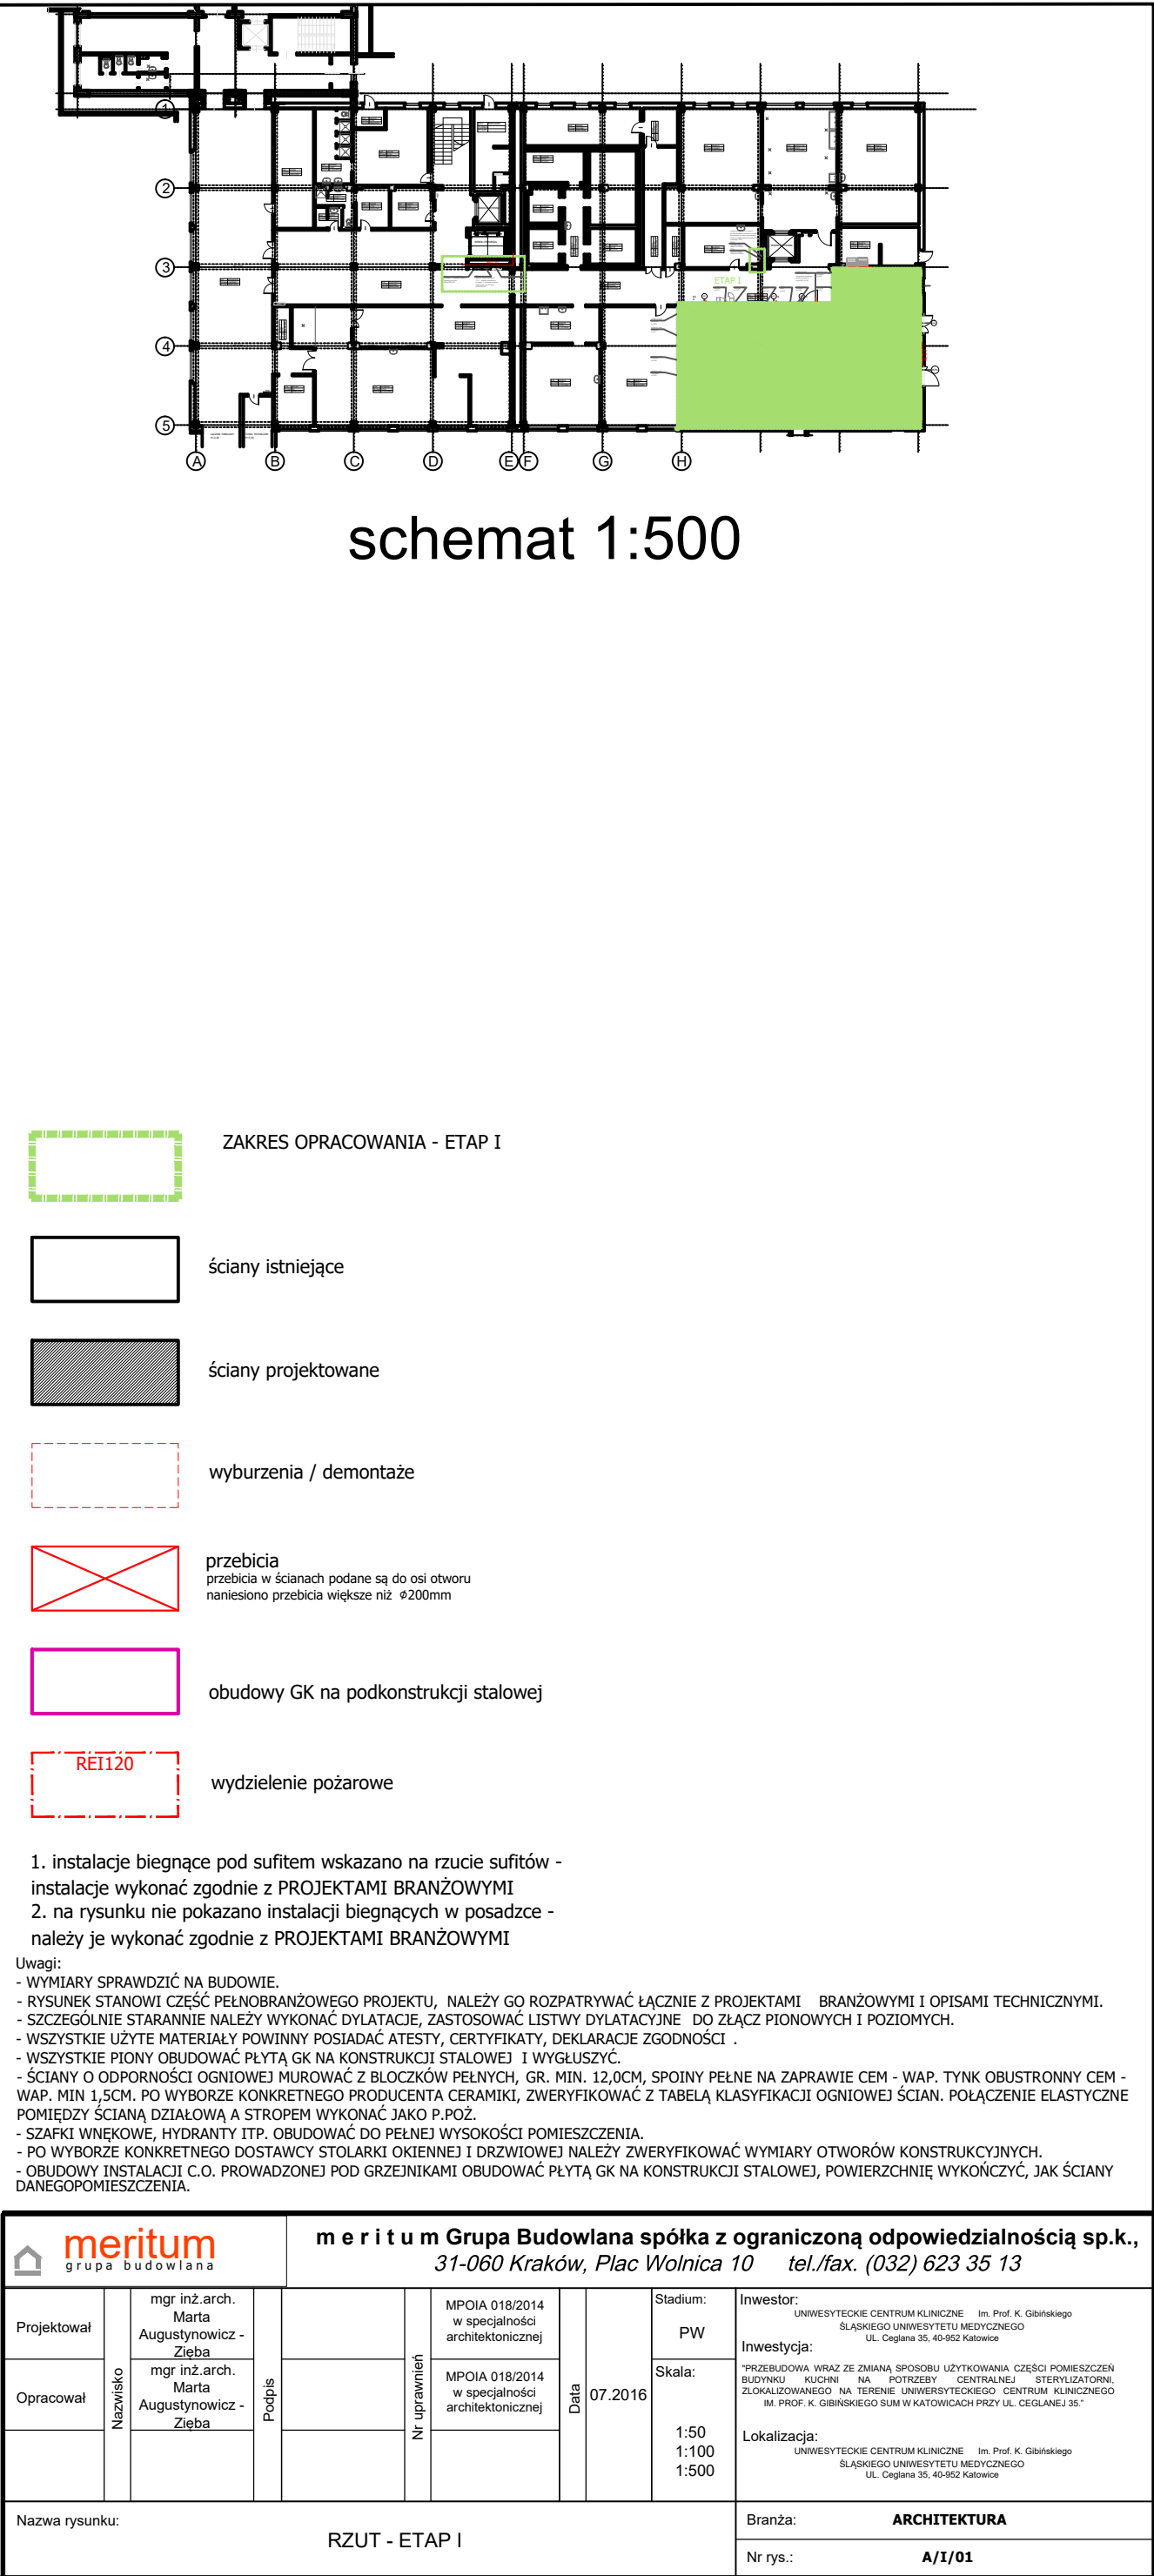 1
2
3
4
5
ETAP I
A
B
C
D
E
F
G
H
schemat 1:500
ZAKRES OPRACOWANIA - ETAP I
ściany istniejące
ściany projektowane
wyburzenia / demontaże
przebicia
przebicia w ścianach podane są do osi otworu
naniesiono przebicia większe niż ø200mm
obudowy GK na podkonstrukcji stalowej
REI120
wydzielenie pożarowe
1. instalacje biegnące pod sufitem wskazano na rzucie sufitów -
instalacje wykonać zgodnie z PROJEKTAMI BRANŻOWYMI
2. na rysunku nie pokazano instalacji biegnących w posadzce -
należy je wykonać zgodnie z PROJEKTAMI BRANŻOWYMI
Uwagi:
- WYMIARY SPRAWDZIĆ NA BUDOWIE.
- RYSUNEK STANOWI CZĘŚĆ PEŁNOBRANŻOWEGO PROJEKTU, NALEŻY GO ROZPATRYWAĆ ŁĄCZNIE Z PROJEKTAMI BRANŻOWYMI I OPISAMI TECHNICZNYMI.
- SZCZEGÓLNIE STARANNIE NALEŻY WYKONAĆ DYLATACJE, ZASTOSOWAĆ LISTWY DYLATACYJNE DO ZŁĄCZ PIONOWYCH I POZIOMYCH.
- WSZYSTKIE UŻYTE MATERIAŁY POWINNY POSIADAĆ ATESTY, CERTYFIKATY, DEKLARACJE ZGODNOŚCI .
- WSZYSTKIE PIONY OBUDOWAĆ PŁYTĄ GK NA KONSTRUKCJI STALOWEJ I WYGŁUSZYĆ.
- ŚCIANY O ODPORNOŚCI OGNIOWEJ MUROWAĆ Z BLOCZKÓW PEŁNYCH, GR. MIN. 12,0CM, SPOINY PEŁNE NA ZAPRAWIE CEM - WAP. TYNK OBUSTRONNY CEM -
WAP. MIN 1,5CM. PO WYBORZE KONKRETNEGO PRODUCENTA CERAMIKI, ZWERYFIKOWAĆ Z TABELĄ KLASYFIKACJI OGNIOWEJ ŚCIAN. POŁĄCZENIE ELASTYCZNE
POMIĘDZY ŚCIANĄ DZIAŁOWĄ A STROPEM WYKONAĆ JAKO P.POŻ.
- SZAFKI WNĘKOWE, HYDRANTY ITP. OBUDOWAĆ DO PEŁNEJ WYSOKOŚCI POMIESZCZENIA.
- PO WYBORZE KONKRETNEGO DOSTAWCY STOLARKI OKIENNEJ I DRZWIOWEJ NALEŻY ZWERYFIKOWAĆ WYMIARY OTWORÓW KONSTRUKCYJNYCH.
- OBUDOWY INSTALACJI C.O. PROWADZONEJ POD GRZEJNIKAMI OBUDOWAĆ PŁYTĄ GK NA KONSTRUKCJI STALOWEJ, POWIERZCHNIĘ WYKOŃCZYĆ, JAK ŚCIANY
DANEGOPOMIESZCZENIA.
meritum
grupa budowlana
m e r i t u m Grupa Budowlana spółka z ograniczoną odpowiedzialnością sp.k.,
31-060 Kraków, Plac Wolnica 10 tel./fax. (032) 623 35 13
Projektował
Nazwisko
mgr inż.arch.
Marta
Augustynowicz -
Zięba
Podpis
Nr uprawnień
MPOIA 018/2014
w specjalności
architektonicznej
Opracował
mgr inż.arch.
Marta
Augustynowicz -
Zięba
MPOIA 018/2014
w specjalności
architektonicznej
Data
07.2016
Stadium:
PW
Skala:
1:50
1:100
1:500
Inwestor:
UNIWESYTECKIE CENTRUM KLINICZNE Im. Prof. K. Gibińskiego
ŚLĄSKIEGO UNIWESYTETU MEDYCZNEGO
UL. Ceglana 35, 40-952 Katowice
Inwestycja:
"PRZEBUDOWA WRAZ ZE ZMIANĄ SPOSOBU UŻYTKOWANIA CZĘŚCI POMIESZCZEŃ
BUDYNKU KUCHNI NA POTRZEBY CENTRALNEJ STERYLIZATORNI,
ZLOKALIZOWANEGO NA TERENIE UNIWERSYTECKIEGO CENTRUM KLINICZNEGO
IM. PROF. K. GIBIŃSKIEGO SUM W KATOWICACH PRZY UL. CEGLANEJ 35."
Lokalizacja:
UNIWESYTECKIE CENTRUM KLINICZNE Im. Prof. K. Gibińskiego
ŚLĄSKIEGO UNIWESYTETU MEDYCZNEGO
UL. Ceglana 35, 40-952 Katowice
Nazwa rysunku:
RZUT - ETAP I
Branża: ARCHITEKTURA
Nr rys.: A/I/01